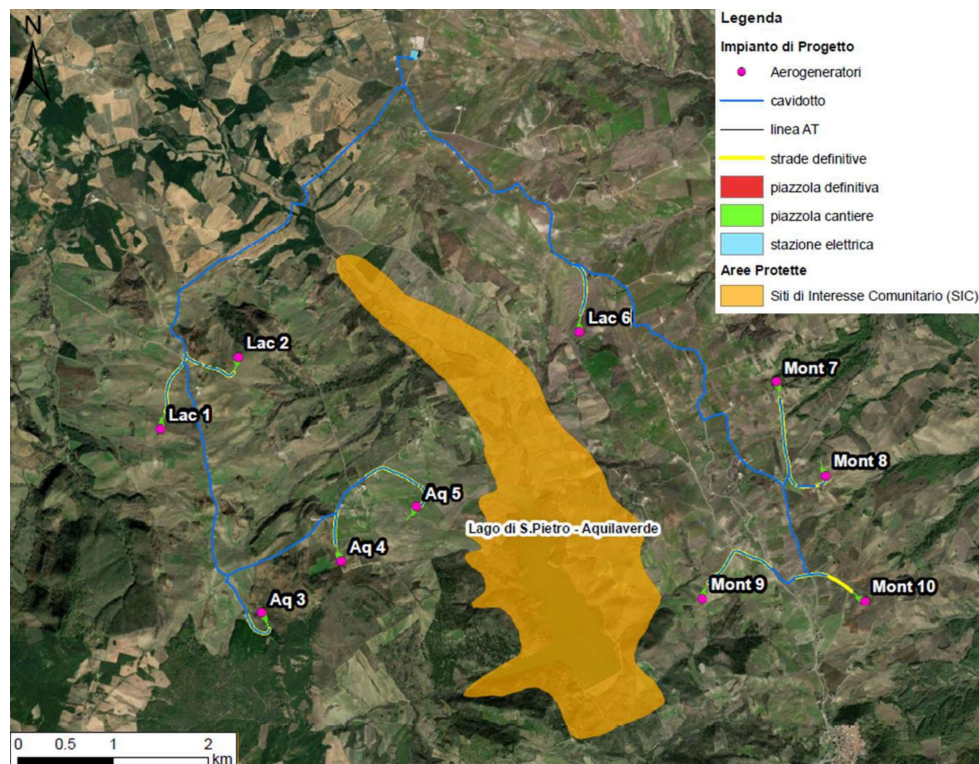 N
Legenda
Impianto di Progetto
Aerogeneratori
cavidotto
linea AT
strade definitive
piazzola definitiva
piazzola cantiere
stazione elettrica
Aree Protette
Siti di Interesse Comunitario (SIC)
Lac 6
Lac 2
Mont 7
Lac 1
Mont 8
Aq 5
Lago di S.Pietro - Aquilaverde
Aq 4
Mont 9
Mont 10
Aq 3
0 0.5 1 2
km